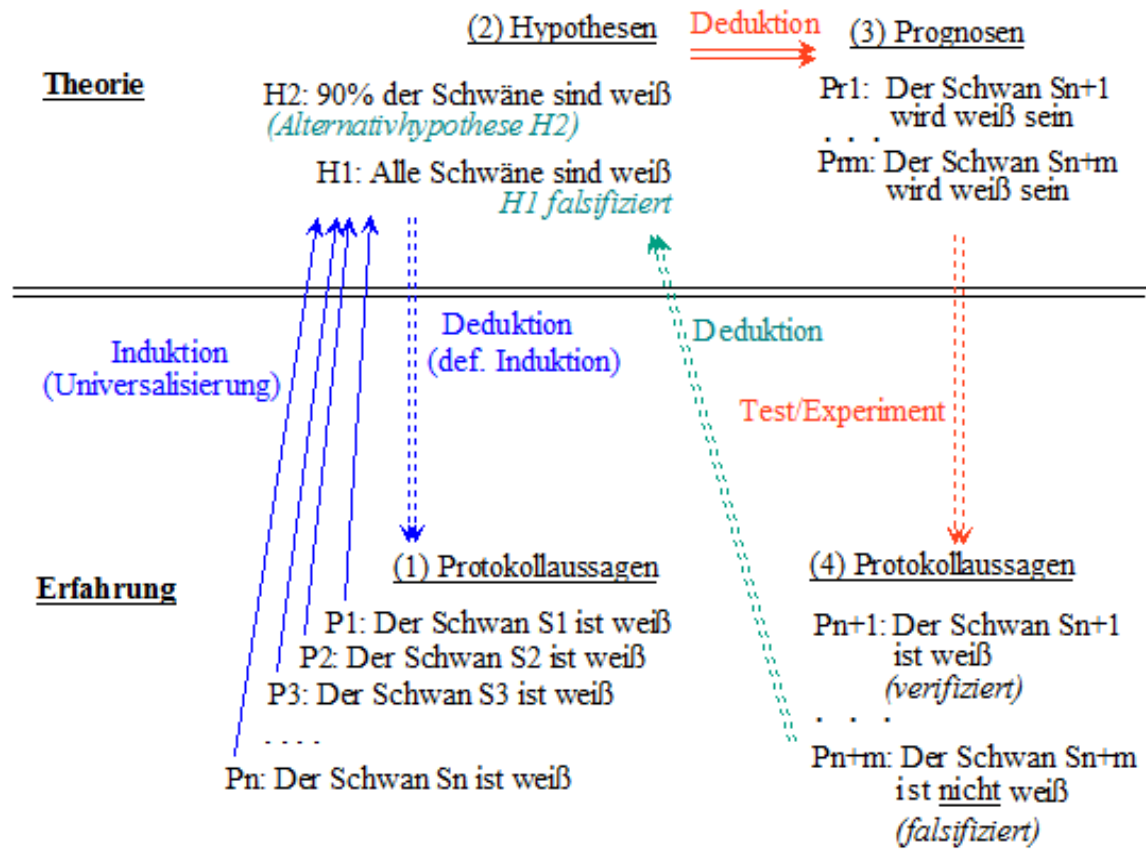 (2) Hypothesen
Deduktion
(3) Prognosen
Theorie
H2: 90% der Schwäne sind weiß
(Alternativhypothese H2)
H1: Alle Schwäne sind weiß
H1 falsifiziert
Pr1: Der Schwan Sn+1
wird weiß sein
. . .
Prm: Der Schwan Sn+m
wird weiß sein
Induktion
(Universalisierung)
Deduktion
(def. Induktion)
Deduktion
Test/Experiment
Erfahrung
(1) Protokollaussagen
P1: Der Schwan S1 ist weiß
P2: Der Schwan S2 ist weiß
P3: Der Schwan S3 ist weiß
. . . .
Pn: Der Schwan Sn ist weiß
(4) Protokollaussagen
Pn+1: Der Schwan Sn+1
ist weiß
(verifiziert)
. . .
Pn+m: Der Schwan Sn+m
ist nicht weiß
(falsifiziert)